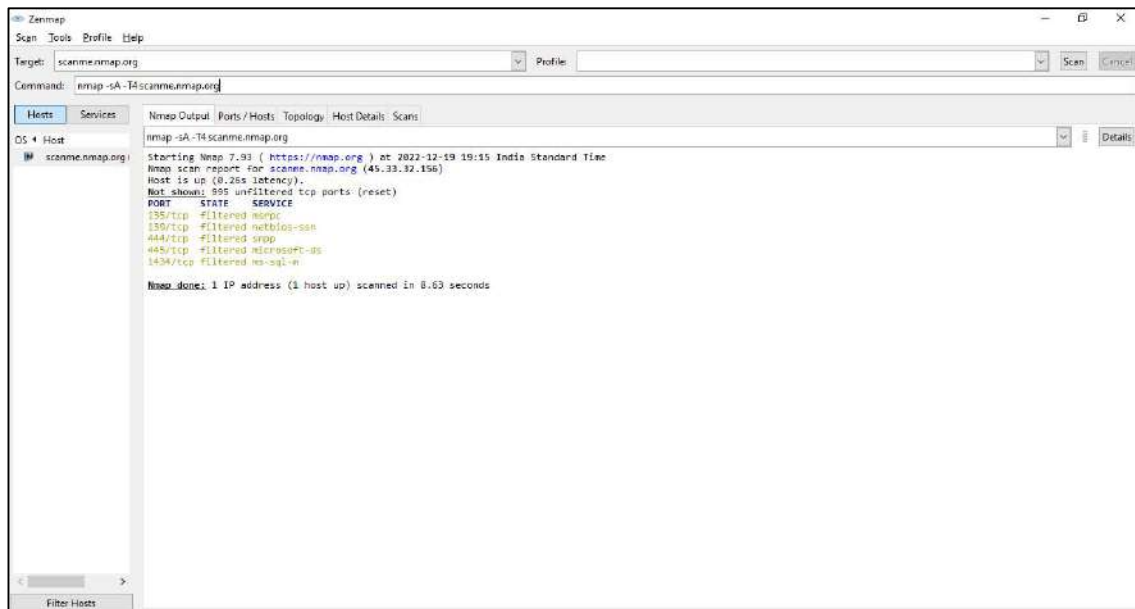 Zenmap
Scan Tools Profile Help
Target: scanme.nmap.org Profile: Scan Cancel
Command: nmap -sA -T4 scanme.nmap.org
Hosts Services Nmap Output Ports / Hosts Topology Host Details Scans
OS Host nmap -sA -T4 scanme.nmap.org Details
scanme.nmap.org
Starting Nmap 7.93 ( https://nmap.org ) at 2022-12-19 19:15 India Standard Time
Nmap scan report for scanme.nmap.org (45.33.32.156)
Host is up (0.26s latency).
Not shown: 995 unfiltered tcp ports (reset)
PORT STATE SERVICE
135/tcp filtered msrpc
139/tcp filtered netbios-ssn
444/tcp filtered snpp
445/tcp filtered microsoft-ds
1434/tcp filtered ms-sql-m
Nmap done: 1 IP address (1 host up) scanned in 8.63 seconds
Filter Hosts